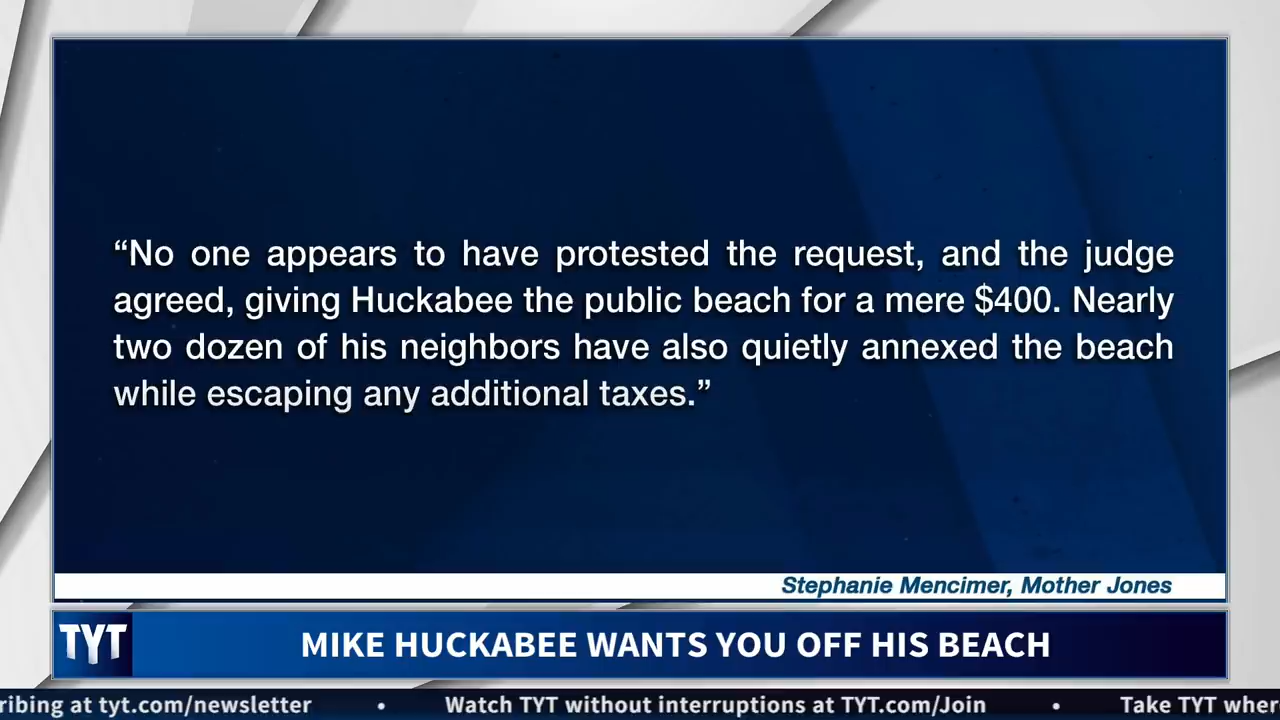 “No one appears to have protested the request, and the judge
agreed, giving Huckabee the public beach for a mere $400. Nearly
two dozen of his neighbors have also quietly annexed the beach
while escaping any additional taxes.”
Stephanie Mencimer, Mother Jones
TYT
MIKE HUCKABEE WANTS YOU OFF HIS BEACH
ribing at tyt.com/newsletter • Watch TYT without interruptions at TYT.com/Join • Take TYT wher